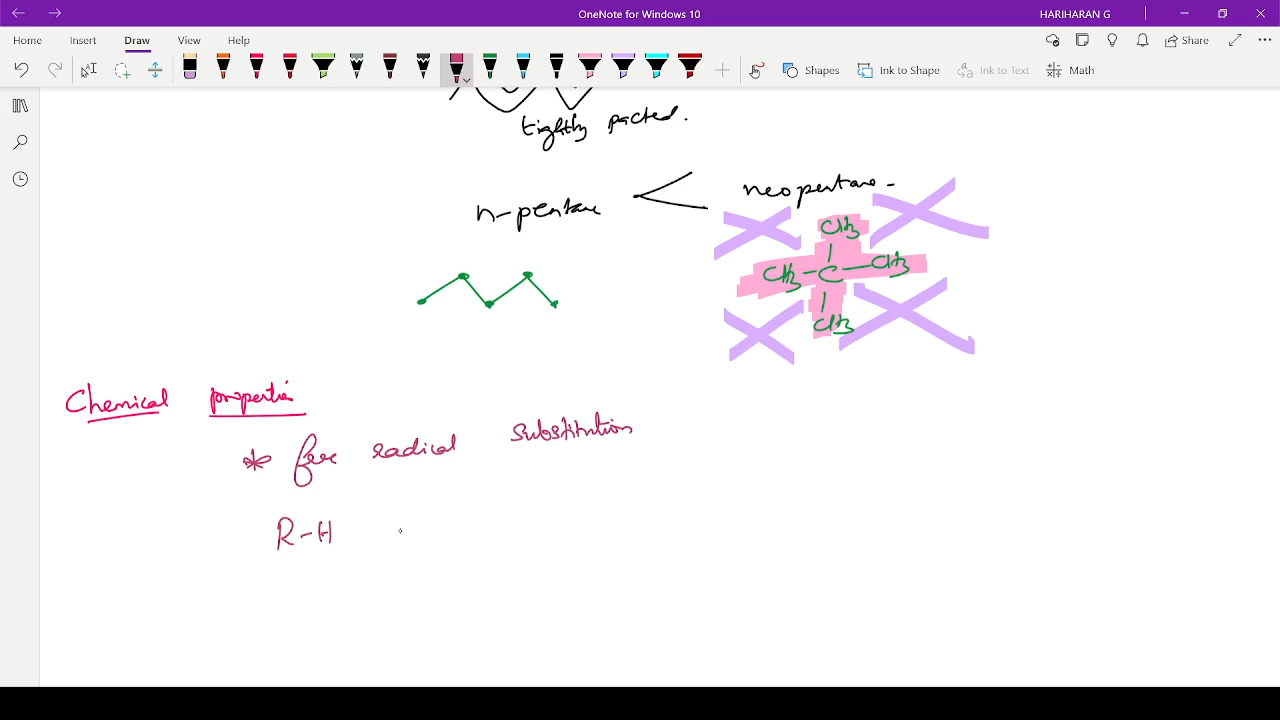 OneNote for Windows 10
HARIHARAN G
Home Insert Draw View Help
Share
Shapes Ink to Shape Ink to Text Math
tightly packed.
n-pentane < neopentane -
CH3
CH3-C-CH3
CH3
Chemical properties
* free radical substitution
R-H